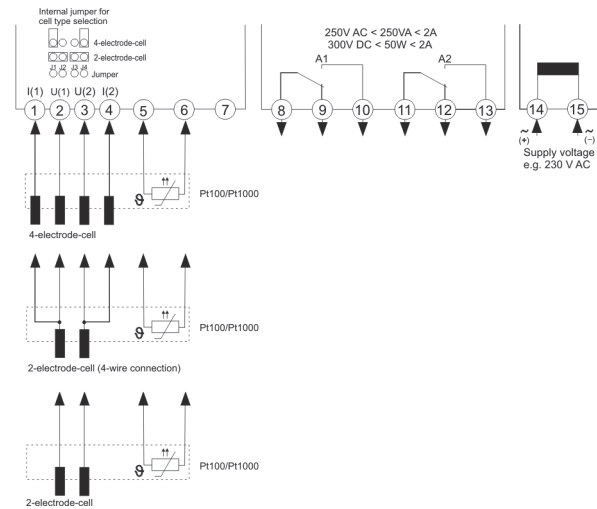 Internal jumper for
cell type selection
4-electrode-cell
2-electrode-cell
J1 J2 J3 J4
Jumper
I(1) U(1) U(2) I(2)
1 2 3 4 5 6 7
250V AC < 250VA < 2A
300V DC < 50W < 2A
A1 A2
8 9 10 11 12 13
14 15
~ ~
(+) (–)
Supply voltage
e.g. 230 V AC
ϑ
Pt100/Pt1000
4-electrode-cell
ϑ
Pt100/Pt1000
2-electrode-cell (4-wire connection)
ϑ
Pt100/Pt1000
2-electrode-cell